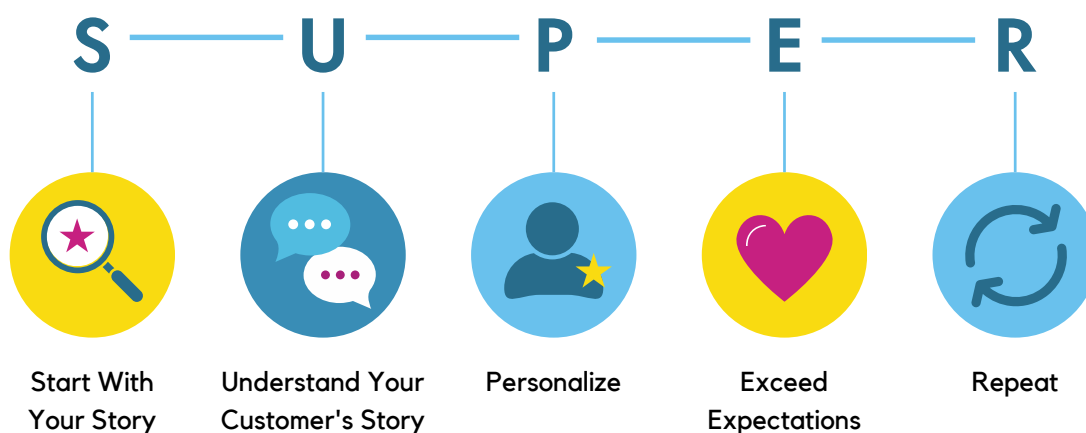 S U P E R
Start With
Your Story
Understand Your
Customer's Story
Personalize
Exceed
Expectations
Repeat